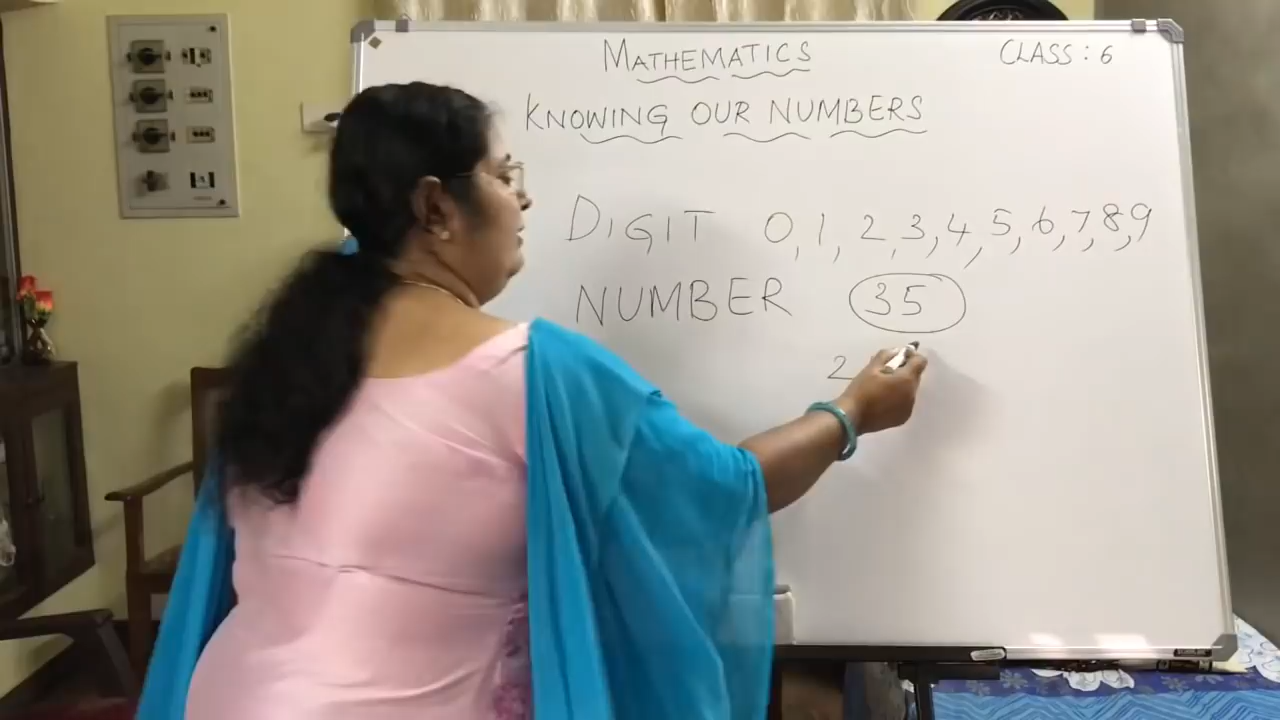 MATHEMATICS
CLASS : 6
KNOWING OUR NUMBERS
DIGIT 0, 1, 2, 3, 4, 5, 6, 7, 8, 9
NUMBER 35
2